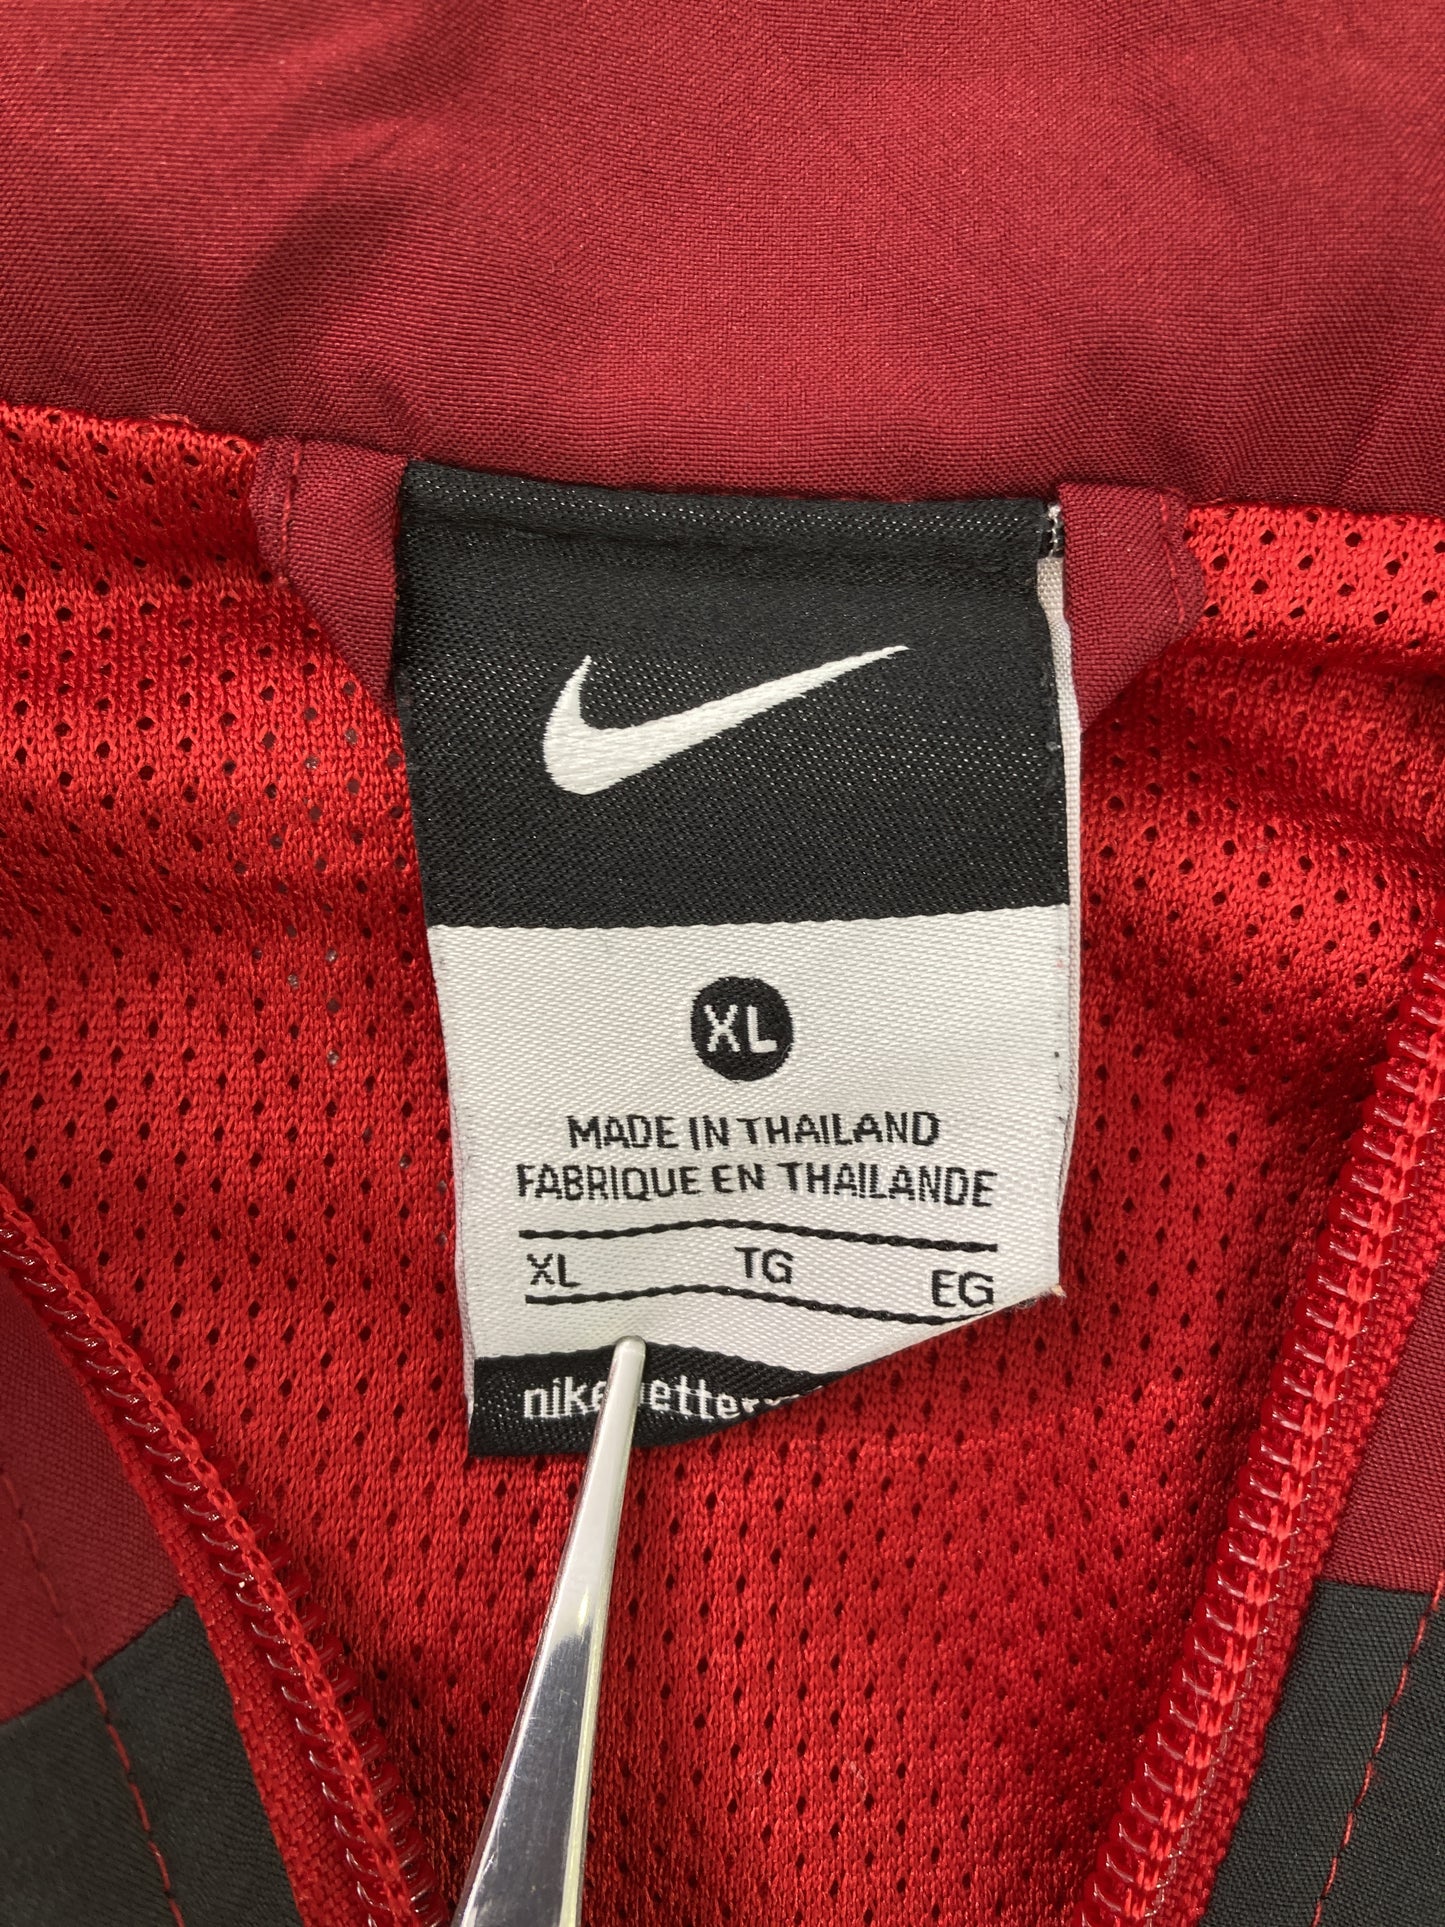 XL
MADE IN THAILAND
FABRIQUE EN THAILANDE
XL TG EG